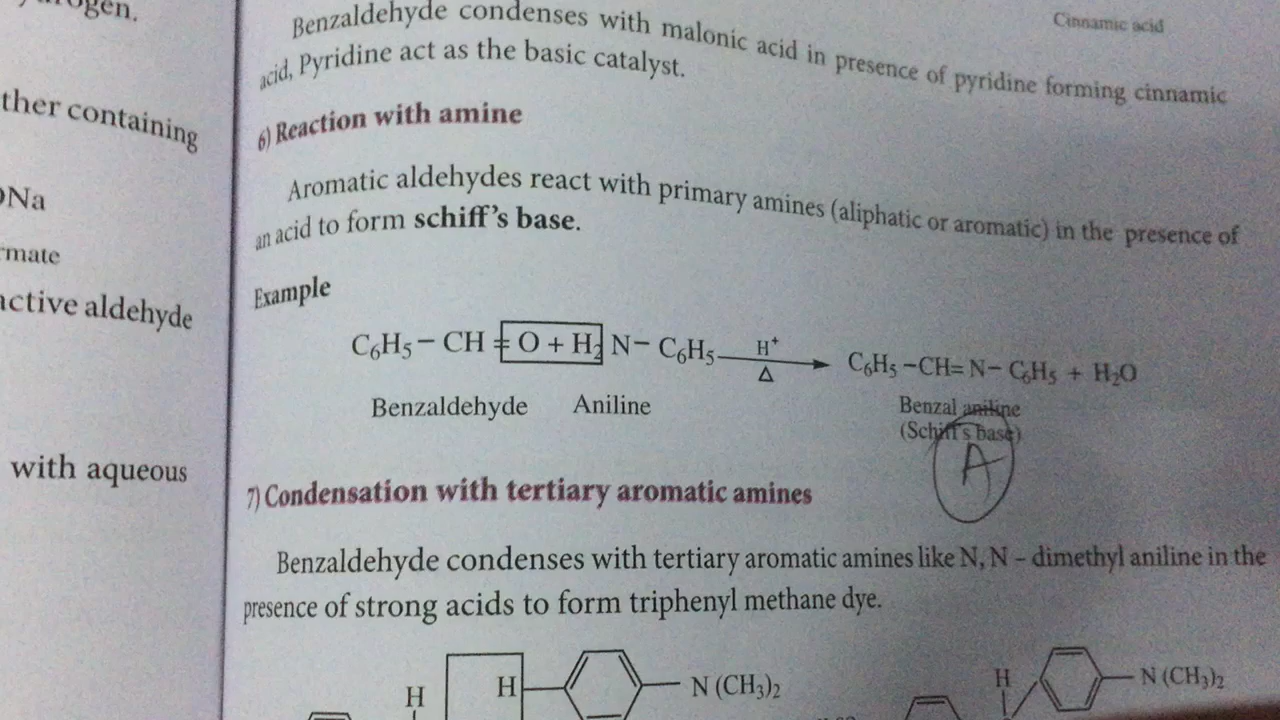 Cinnamic acid
Benzaldehyde condenses with malonic acid in presence of pyridine forming cinnamic
acid, Pyridine act as the basic catalyst.
6) Reaction with amine
Aromatic aldehydes react with primary amines (aliphatic or aromatic) in the presence of
an acid to form schiff's base.
Example
C₆H₅ – CH = O + H₂ N – C₆H₅ H⁺ Δ C₆H₅ – CH = N – C₆H₅ + H₂O
Benzaldehyde Aniline Benzal aniline
(Schiff's base)
A
7) Condensation with tertiary aromatic amines
Benzaldehyde condenses with tertiary aromatic amines like N, N – dimethyl aniline in the
presence of strong acids to form triphenyl methane dye.
H H N (CH₃)₂ H N (CH₃)₂
ther containing
ONa
active aldehyde
with aqueous